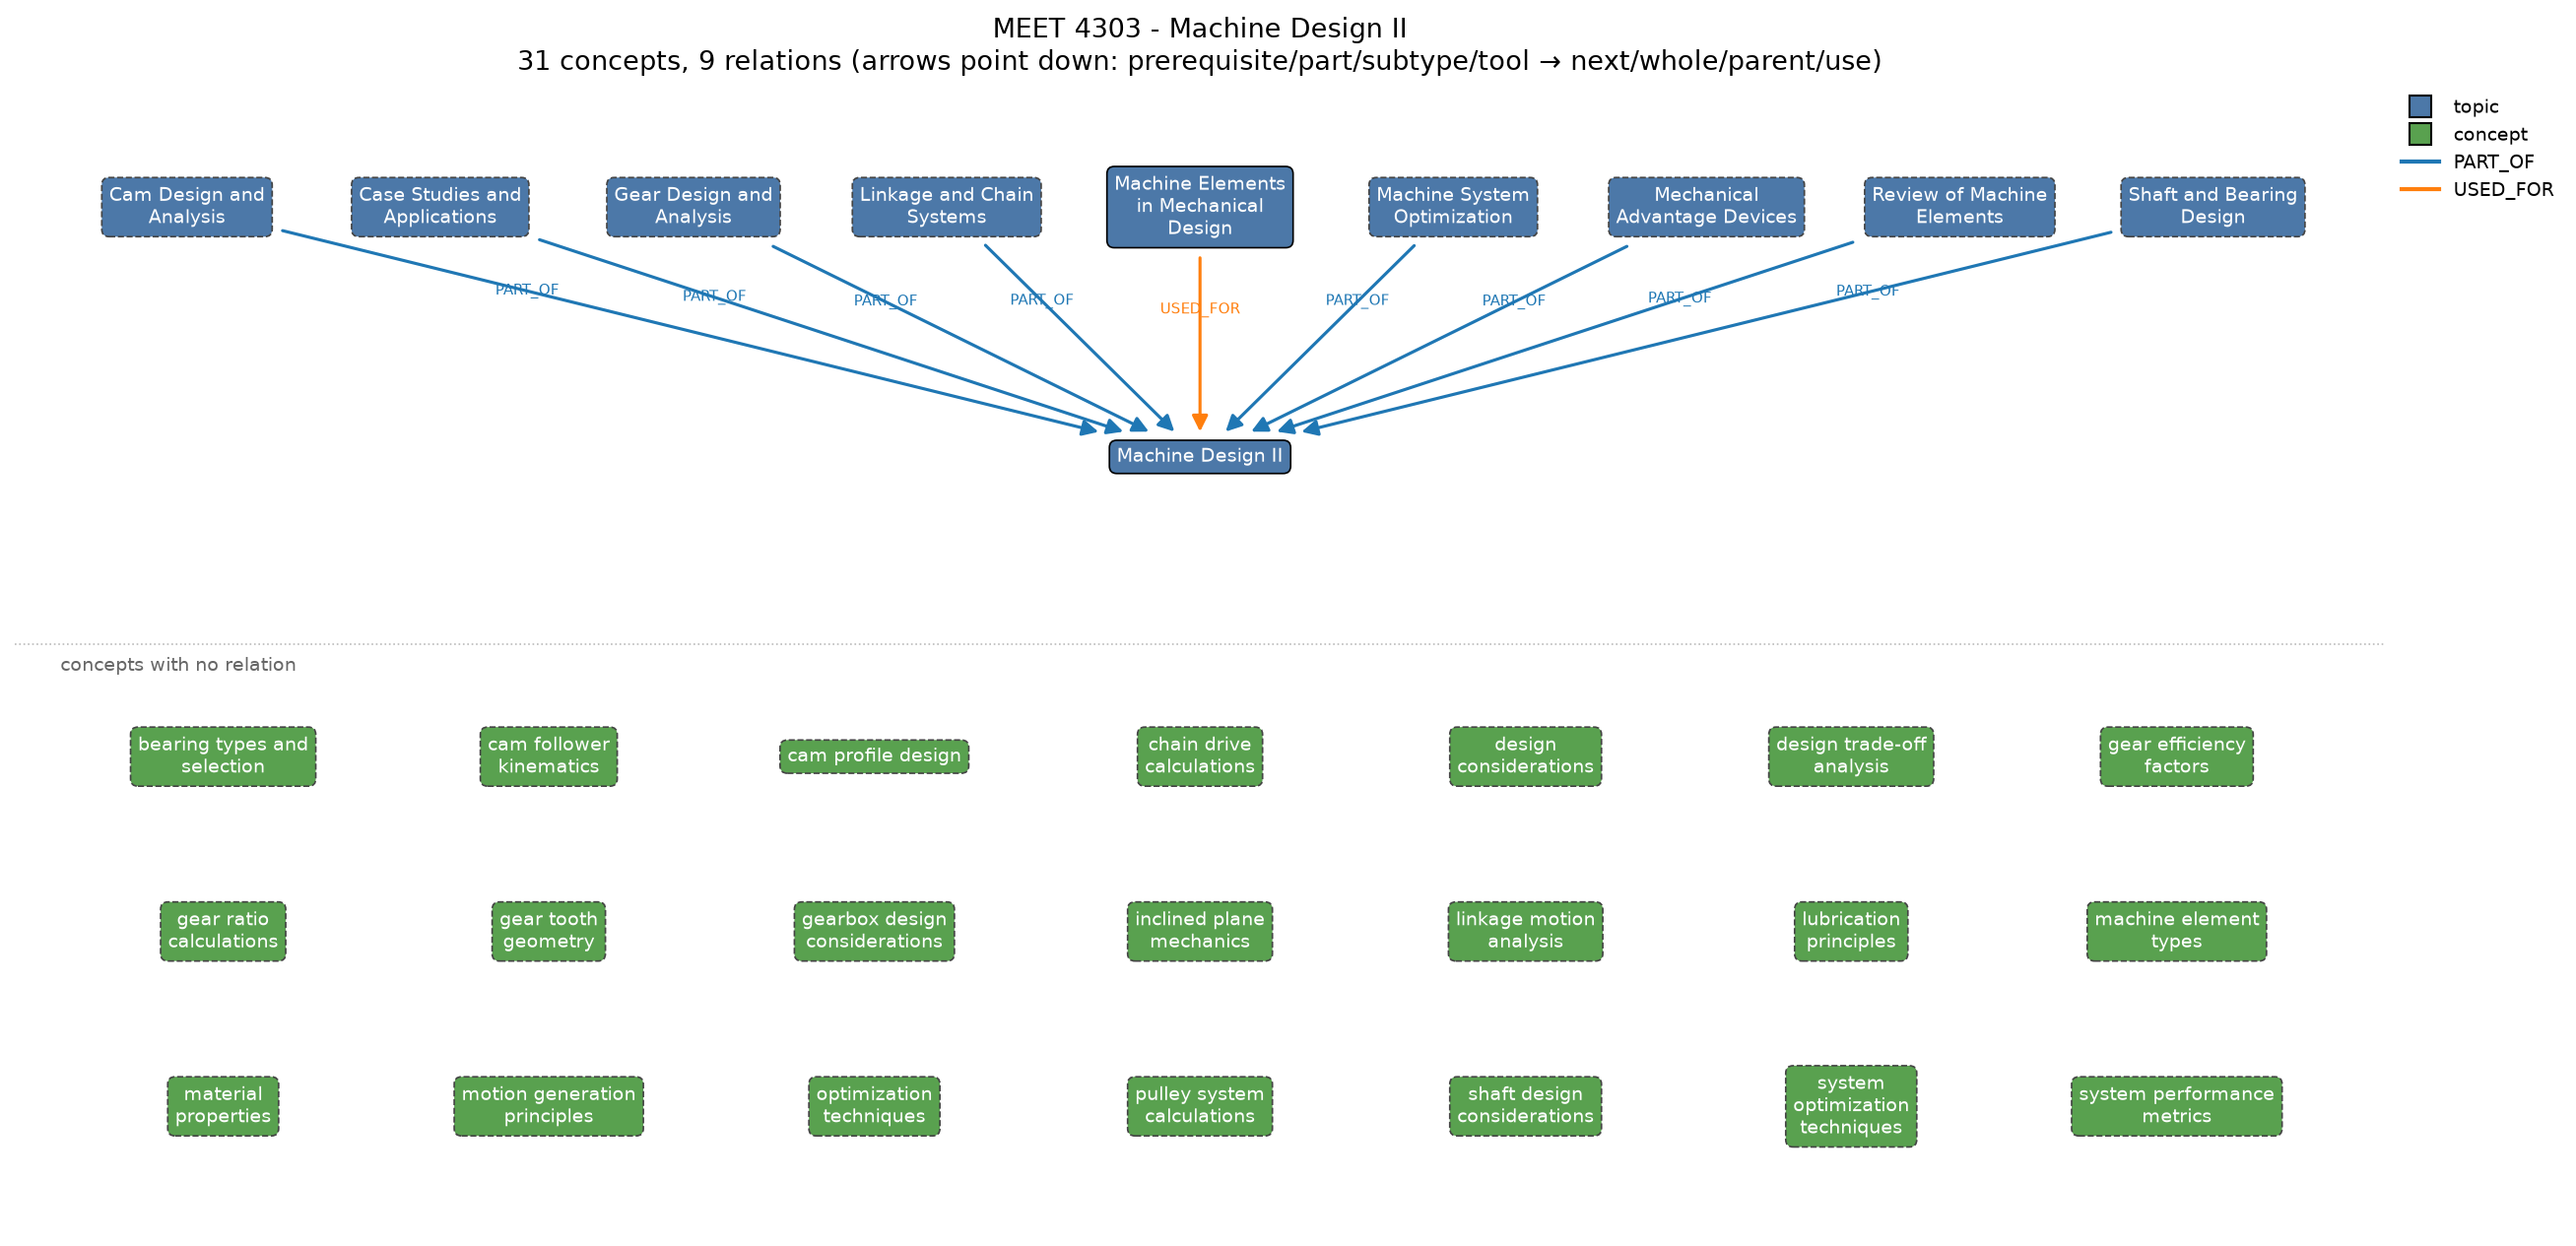 MEET 4303 - Machine Design II
31 concepts, 9 relations (arrows point down: prerequisite/part/subtype/tool → next/whole/parent/use)
topic
concept
PART_OF
USED_FOR
Cam Design and
Analysis
Case Studies and
Applications
Gear Design and
Analysis
Linkage and Chain
Systems
Machine Elements
in Mechanical
Design
Machine System
Optimization
Mechanical
Advantage Devices
Review of Machine
Elements
Shaft and Bearing
Design
PART_OF
PART_OF
PART_OF
PART_OF
USED_FOR
PART_OF
PART_OF
PART_OF
PART_OF
Machine Design II
concepts with no relation
bearing types and
selection
cam follower
kinematics
cam profile design
chain drive
calculations
design
considerations
design trade-off
analysis
gear efficiency
factors
gear ratio
calculations
gear tooth
geometry
gearbox design
considerations
inclined plane
mechanics
linkage motion
analysis
lubrication
principles
machine element
types
material
properties
motion generation
principles
optimization
techniques
pulley system
calculations
shaft design
considerations
system
optimization
techniques
system performance
metrics